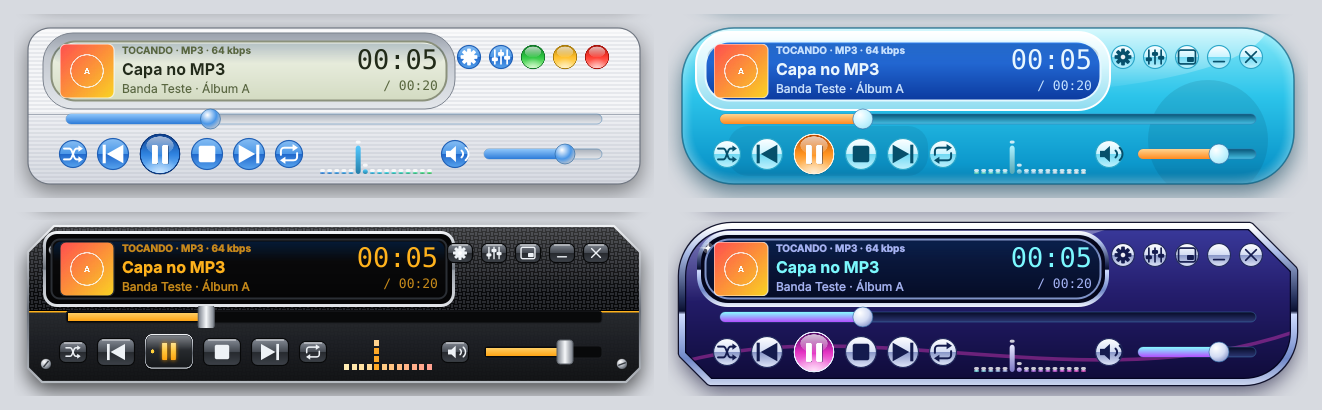 TOCANDO · MP3 · 64 kbps
A
Capa no MP3
Banda Teste · Álbum A
00:05
/ 00:20
TOCANDO · MP3 · 64 kbps
A
Capa no MP3
Banda Teste · Álbum A
00:05
/ 00:20
TOCANDO · MP3 · 64 kbps
A
Capa no MP3
Banda Teste · Álbum A
00:05
/ 00:20
TOCANDO · MP3 · 64 kbps
A
Capa no MP3
Banda Teste · Álbum A
00:05
/ 00:20